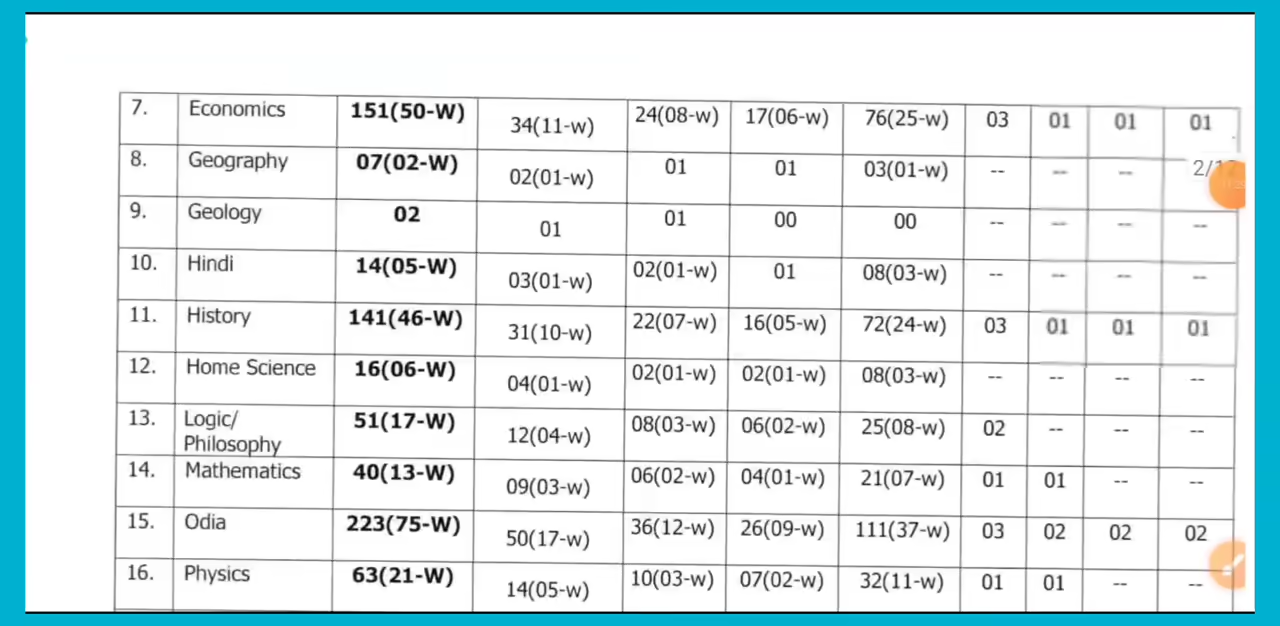 7. Economics 151(50-W) 34(11-w) 24(08-w) 17(06-w) 76(25-w) 03 01 01 01
8. Geography 07(02-W) 02(01-w) 01 01 03(01-w) -- -- -- 2/12
9. Geology 02 01 01 00 00 -- -- -- --
10. Hindi 14(05-W) 03(01-w) 02(01-w) 01 08(03-w) -- -- -- --
11. History 141(46-W) 31(10-w) 22(07-w) 16(05-w) 72(24-w) 03 01 01 01
12. Home Science 16(06-W) 04(01-w) 02(01-w) 02(01-w) 08(03-w) -- -- -- --
13. Logic/ 51(17-W) 12(04-w) 08(03-w) 06(02-w) 25(08-w) 02 -- -- --
Philosophy
14. Mathematics 40(13-W) 09(03-w) 06(02-w) 04(01-w) 21(07-w) 01 01 -- --
15. Odia 223(75-W) 50(17-w) 36(12-w) 26(09-w) 111(37-w) 03 02 02 02
16. Physics 63(21-W) 14(05-w) 10(03-w) 07(02-w) 32(11-w) 01 01 -- --